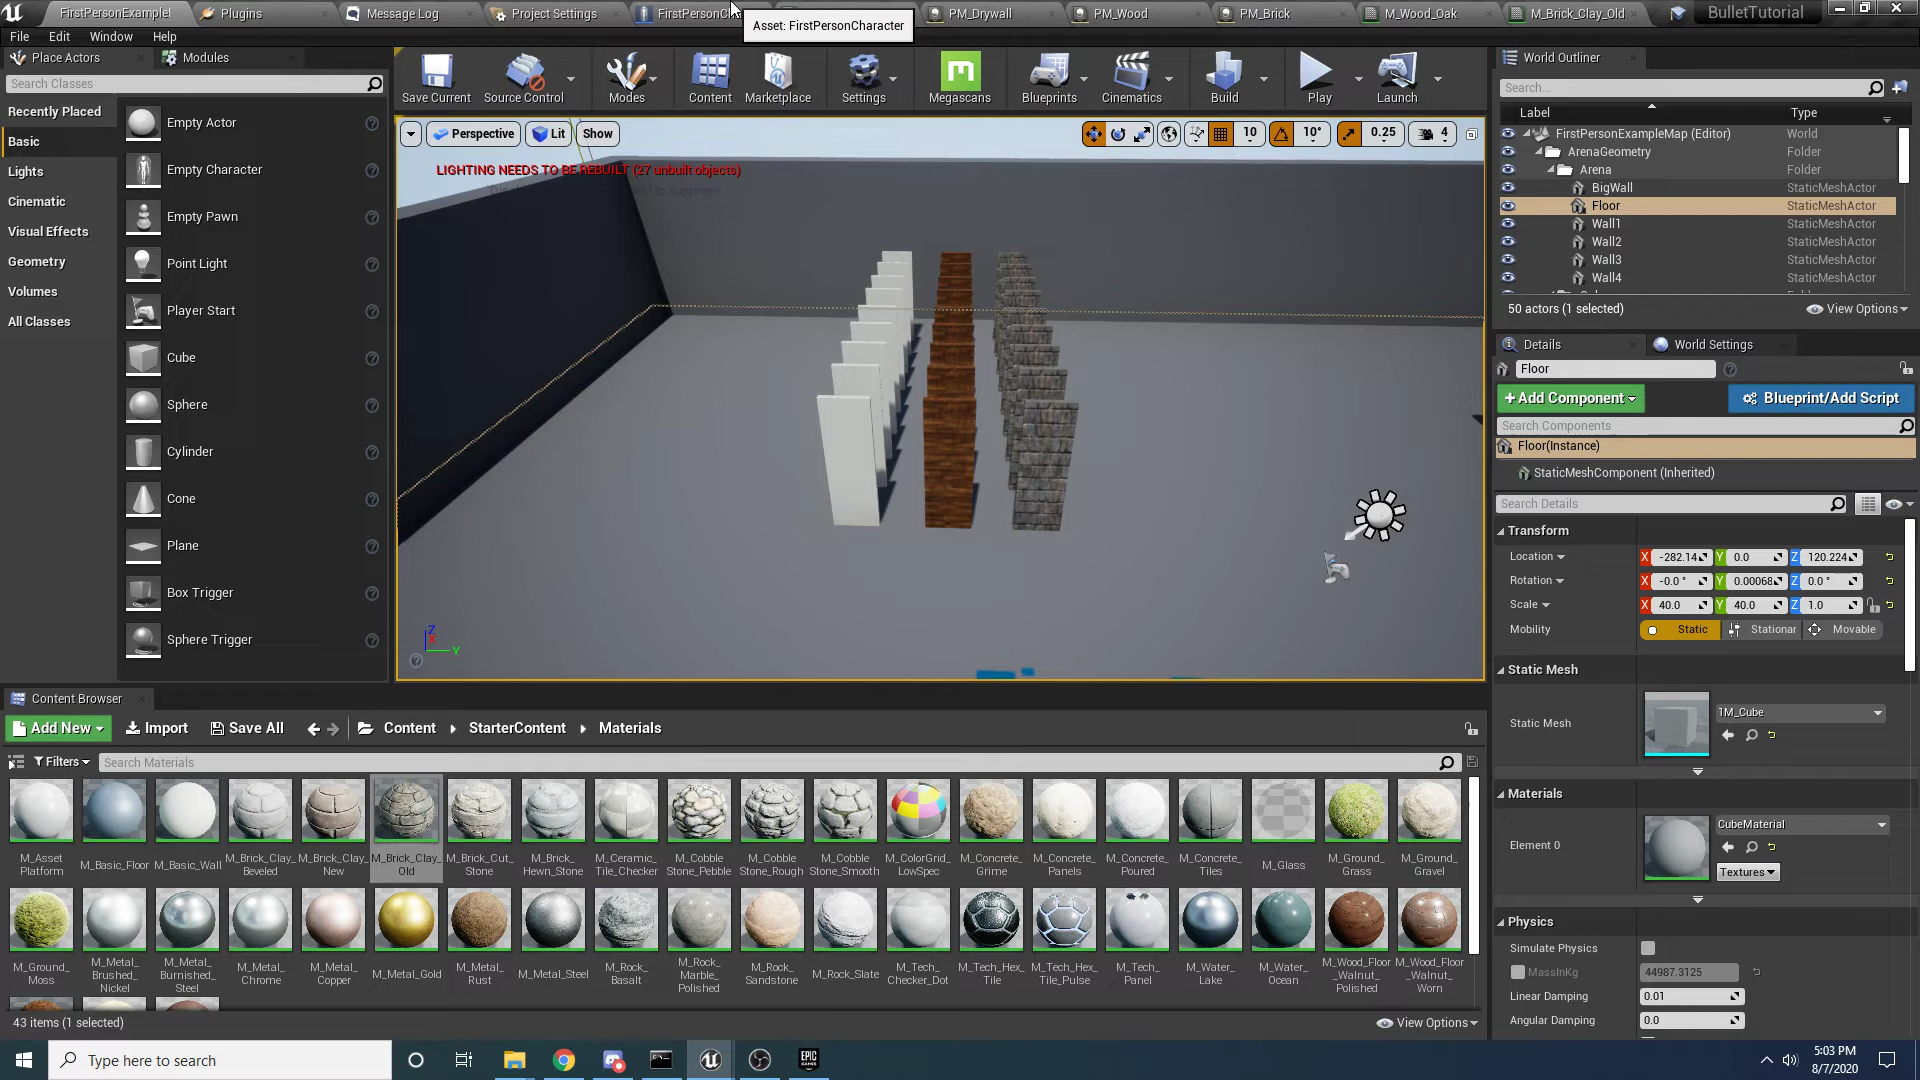 FirstPersonExampleI
Plugins
Message Log
Project Settings
FirstPersonCh
PM_Drywall
PM_Wood
PM_Brick
M_Wood_Oak
M_Brick_Clay_Old
BulletTutorial
Asset: FirstPersonCharacter
File Edit Window Help
Place Actors Modules
Search Classes
Recently Placed
Basic
Lights
Cinematic
Visual Effects
Geometry
Volumes
All Classes
Empty Actor
Empty Character
Empty Pawn
Point Light
Player Start
Cube
Sphere
Cylinder
Cone
Plane
Box Trigger
Sphere Trigger
Save Current Source Control Modes Content Marketplace Settings Megascans Blueprints Cinematics Build Play Launch
Perspective Lit Show 10 10° 0.25 4
LIGHTING NEEDS TO BE REBUILT (27 unbuilt objects)
to suppress
Z
Y
World Outliner
Search...
Label Type
FirstPersonExampleMap (Editor) World
ArenaGeometry Folder
Arena Folder
BigWall StaticMeshActor
Floor StaticMeshActor
Wall1 StaticMeshActor
Wall2 StaticMeshActor
Wall3 StaticMeshActor
Wall4 StaticMeshActor
50 actors (1 selected) View Options
Details World Settings
Floor
+Add Component Blueprint/Add Script
Search Components
Floor(Instance)
StaticMeshComponent (Inherited)
Search Details
Transform
Location X -282.14 Y 0.0 Z 120.224
Rotation X -0.0 ° Y 0.00068 Z 0.0 °
Scale X 40.0 Y 40.0 Z 1.0
Mobility Static Stationar Movable
Static Mesh
Static Mesh 1M_Cube
Materials
Element 0 CubeMaterial
Textures
Physics
Simulate Physics
MassInKg 44987.3125
Linear Damping 0.01
Angular Damping 0.0
Content Browser
Add New Import Save All Content StarterContent Materials
Filters Search Materials
M_Asset Platform
M_Basic_Floor
M_Basic_Wall
M_Brick_Clay_ Beveled
M_Brick_Clay_ New
M_Brick_Clay_ Old
M_Brick_Cut_ Stone
M_Brick_ Hewn_Stone
M_Ceramic_ Tile_Checker
M_Cobble Stone_Pebble
M_Cobble Stone_Rough
M_Cobble Stone_Smooth
M_ColorGrid_ LowSpec
M_Concrete_ Grime
M_Concrete_ Panels
M_Concrete_ Poured
M_Concrete_ Tiles
M_Glass
M_Ground_ Grass
M_Ground_ Gravel
M_Ground_ Moss
M_Metal_ Brushed_ Nickel
M_Metal_ Burnished_ Steel
M_Metal_ Chrome
M_Metal_ Copper
M_Metal_Gold
M_Metal_ Rust
M_Metal_Steel
M_Rock_ Basalt
M_Rock_ Marble_ Polished
M_Rock_ Sandstone
M_Rock_Slate
M_Tech_ Checker_Dot
M_Tech_Hex_ Tile
M_Tech_Hex_ Tile_Pulse
M_Tech_ Panel
M_Water_ Lake
M_Water_ Ocean
M_Wood_Floor _Walnut_ Polished
M_Wood_Floor _Walnut_ Worn
43 items (1 selected) View Options
Type here to search
EPIC GAMES
5:03 PM
8/7/2020